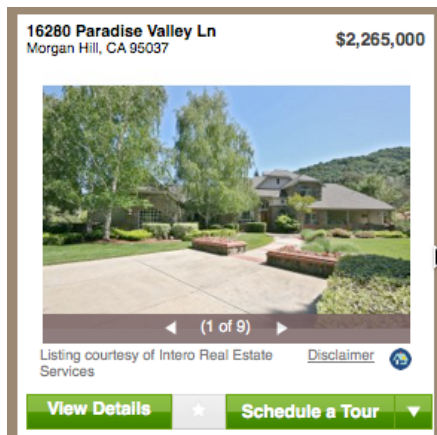 16280 Paradise Valley Ln
$2,265,000
Morgan Hill, CA 95037
(1 of 9)
Listing courtesy of Intero Real Estate
Services
Disclaimer
View Details
Schedule a Tour